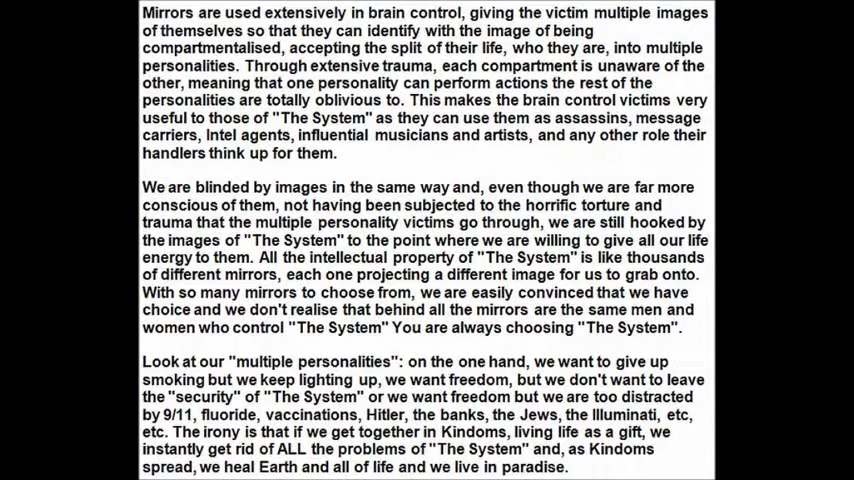 Mirrors are used extensively in brain control, giving the victim multiple images
of themselves so that they can identify with the image of being
compartmentalised, accepting the split of their life, who they are, into multiple
personalities. Through extensive trauma, each compartment is unaware of the
other, meaning that one personality can perform actions the rest of the
personalities are totally oblivious to. This makes the brain control victims very
useful to those of "The System" as they can use them as assassins, message
carriers, Intel agents, influential musicians and artists, and any other role their
handlers think up for them.
We are blinded by images in the same way and, even though we are far more
conscious of them, not having been subjected to the horrific torture and
trauma that the multiple personality victims go through, we are still hooked by
the images of "The System" to the point where we are willing to give all our life
energy to them. All the intellectual property of "The System" is like thousands
of different mirrors, each one projecting a different image for us to grab onto.
With so many mirrors to choose from, we are easily convinced that we have
choice and we don't realise that behind all the mirrors are the same men and
women who control "The System" You are always choosing "The System".
Look at our "multiple personalities": on the one hand, we want to give up
smoking but we keep lighting up, we want freedom, but we don't want to leave
the "security" of "The System" or we want freedom but we are too distracted
by 9/11, fluoride, vaccinations, Hitler, the banks, the Jews, the Illuminati, etc,
etc. The irony is that if we get together in Kindoms, living life as a gift, we
instantly get rid of ALL the problems of "The System" and, as Kindoms
spread, we heal Earth and all of life and we live in paradise.